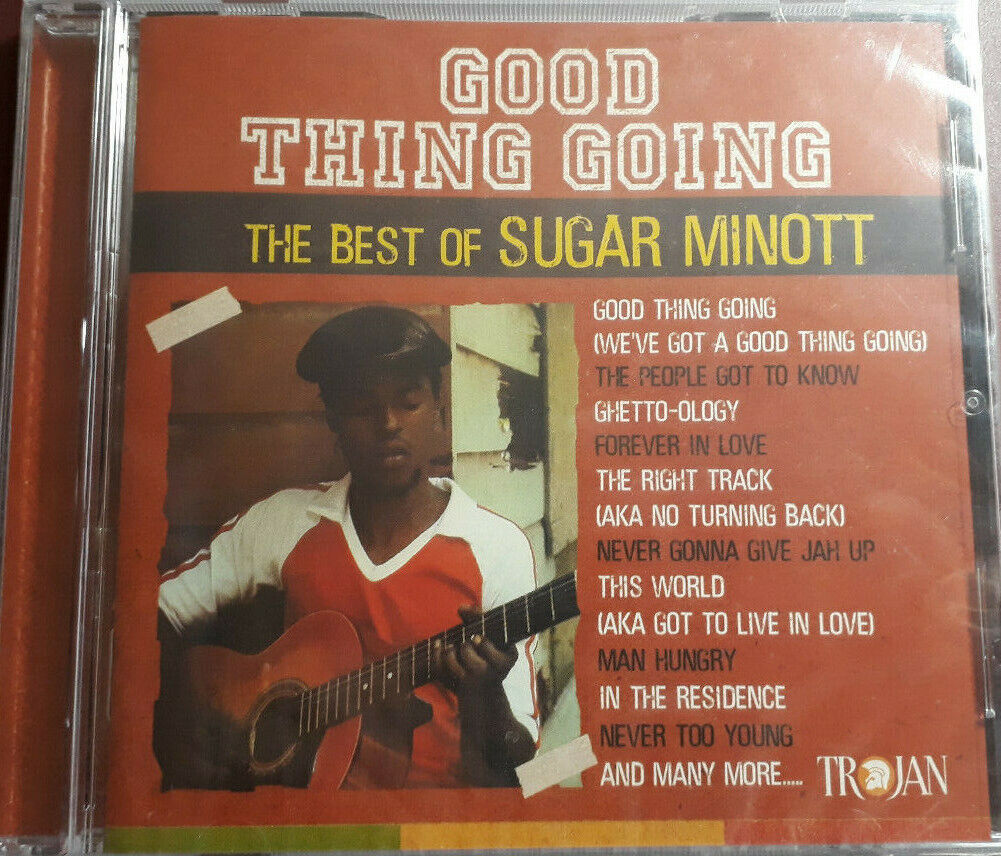 GOOD
THING GOING
THE BEST OF SUGAR MINOTT
GOOD THING GOING
(WE'VE GOT A GOOD THING GOING)
THE PEOPLE GOT TO KNOW
GHETTO-OLOGY
FOREVER IN LOVE
THE RIGHT TRACK
(AKA NO TURNING BACK)
NEVER GONNA GIVE JAH UP
THIS WORLD
(AKA GOT TO LIVE IN LOVE)
MAN HUNGRY
IN THE RESIDENCE
NEVER TOO YOUNG
AND MANY MORE.....
TROJAN